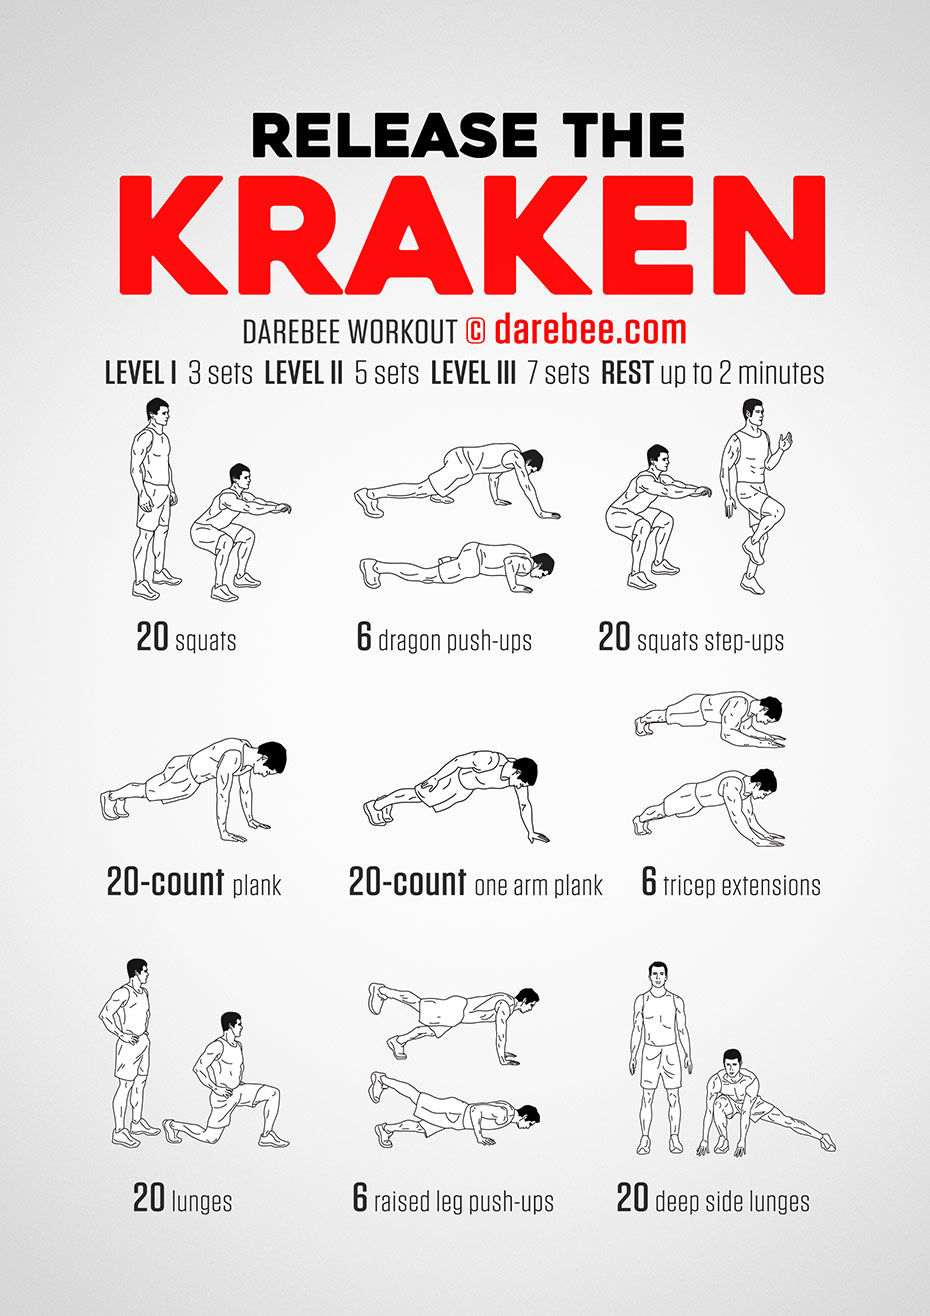 RELEASE THE
KRAKEN
DAREBEE WORKOUT © darebee.com
LEVEL I 3 sets LEVEL II 5 sets LEVEL III 7 sets REST up to 2 minutes
20 squats
6 dragon push-ups
20 squats step-ups
20-count plank
20-count one arm plank
6 tricep extensions
20 lunges
6 raised leg push-ups
20 deep side lunges